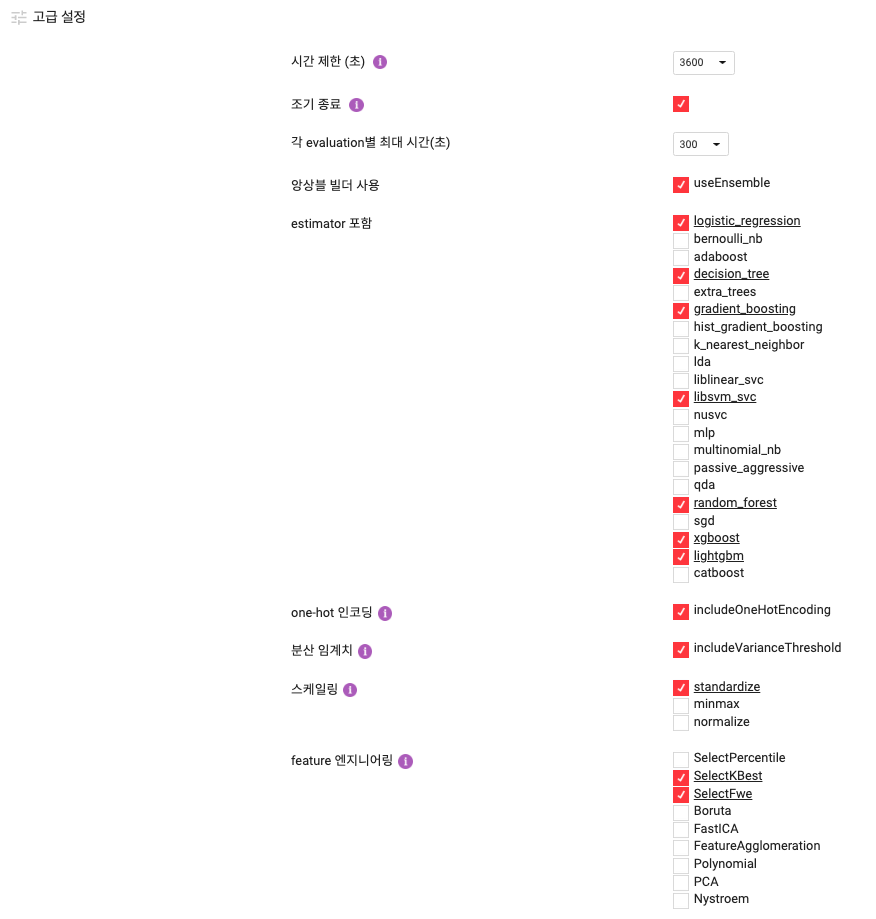 고급 설정
시간 제한 (초) i 3600
조기 종료 i
각 evaluation별 최대 시간(초) 300
앙상블 빌더 사용 useEnsemble
estimator 포함 logistic_regression
bernoulli_nb
adaboost
decision_tree
extra_trees
gradient_boosting
hist_gradient_boosting
k_nearest_neighbor
lda
liblinear_svc
libsvm_svc
nusvc
mlp
multinomial_nb
passive_aggressive
qda
random_forest
sgd
xgboost
lightgbm
catboost
one-hot 인코딩 i includeOneHotEncoding
분산 임계치 i includeVarianceThreshold
스케일링 i standardize
minmax
normalize
feature 엔지니어링 i SelectPercentile
SelectKBest
SelectFwe
Boruta
FastICA
FeatureAgglomeration
Polynomial
PCA
Nystroem